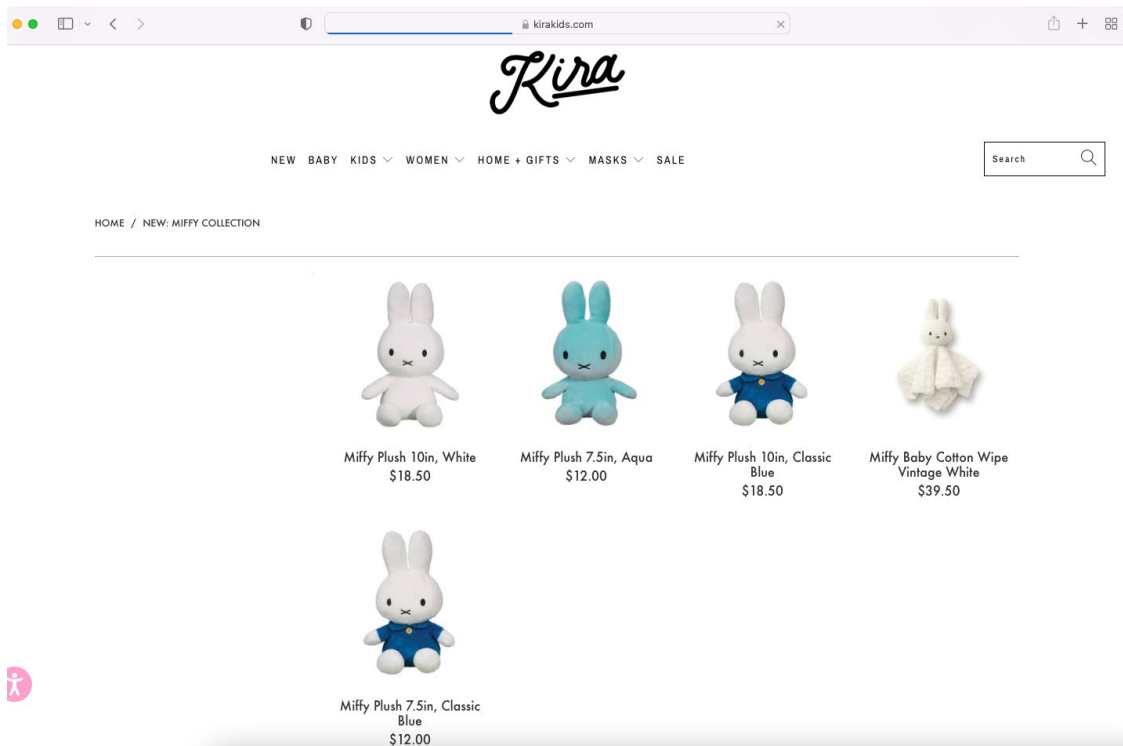 kirakids.com
Kira
NEW BABY KIDS WOMEN HOME + GIFTS MASKS SALE
Search
HOME / NEW: MIFFY COLLECTION
Miffy Plush 10in, White
$18.50
Miffy Plush 7.5in, Aqua
$12.00
Miffy Plush 10in, Classic
Blue
$18.50
Miffy Baby Cotton Wipe
Vintage White
$39.50
Miffy Plush 7.5in, Classic
Blue
$12.00